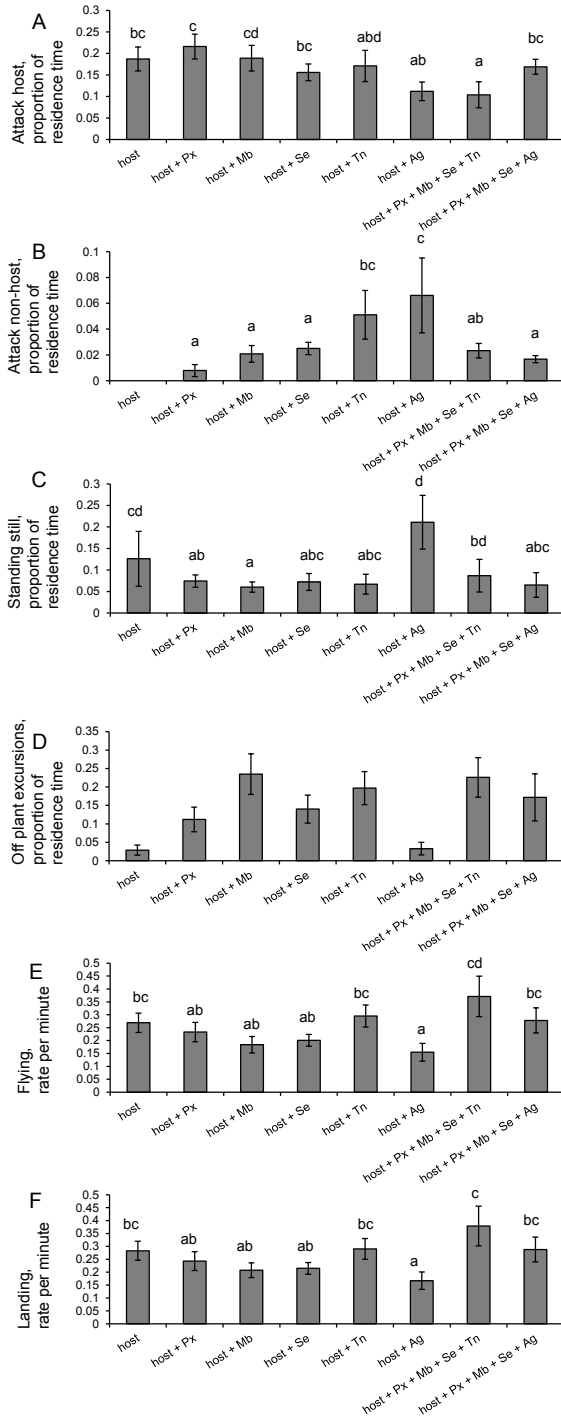 A
Attack host,
proportion of
residence time
0.3
0.25
0.2
0.15
0.1
0.05
0
bc
c
cd
bc
abd
ab
a
bc
host
host + Px
host + Mb
host + Se
host + Tn
host + Ag
host + Px + Mb + Se + Tn
host + Px + Mb + Se + Ag
B
Attack non-host,
proportion of
residence time
0.1
0.08
0.06
0.04
0.02
0
a
a
a
bc
c
ab
a
host
host + Px
host + Mb
host + Se
host + Tn
host + Ag
host + Px + Mb + Se + Tn
host + Px + Mb + Se + Ag
C
Standing still,
proportion of
residence time
0.3
0.25
0.2
0.15
0.1
0.05
0
cd
ab
a
abc
abc
d
bd
abc
host
host + Px
host + Mb
host + Se
host + Tn
host + Ag
host + Px + Mb + Se + Tn
host + Px + Mb + Se + Ag
D
Off plant excursions,
proportion of
residence time
0.35
0.3
0.25
0.2
0.15
0.1
0.05
0
host
host + Px
host + Mb
host + Se
host + Tn
host + Ag
host + Px + Mb + Se + Tn
host + Px + Mb + Se + Ag
E
Flying,
rate per minute
0.5
0.45
0.4
0.35
0.3
0.25
0.2
0.15
0.1
0.05
0
bc
ab
ab
ab
bc
a
cd
bc
host
host + Px
host + Mb
host + Se
host + Tn
host + Ag
host + Px + Mb + Se + Tn
host + Px + Mb + Se + Ag
F
Landing,
rate per minute
0.5
0.45
0.4
0.35
0.3
0.25
0.2
0.15
0.1
0.05
0
bc
ab
ab
ab
bc
a
c
bc
host
host + Px
host + Mb
host + Se
host + Tn
host + Ag
host + Px + Mb + Se + Tn
host + Px + Mb + Se + Ag